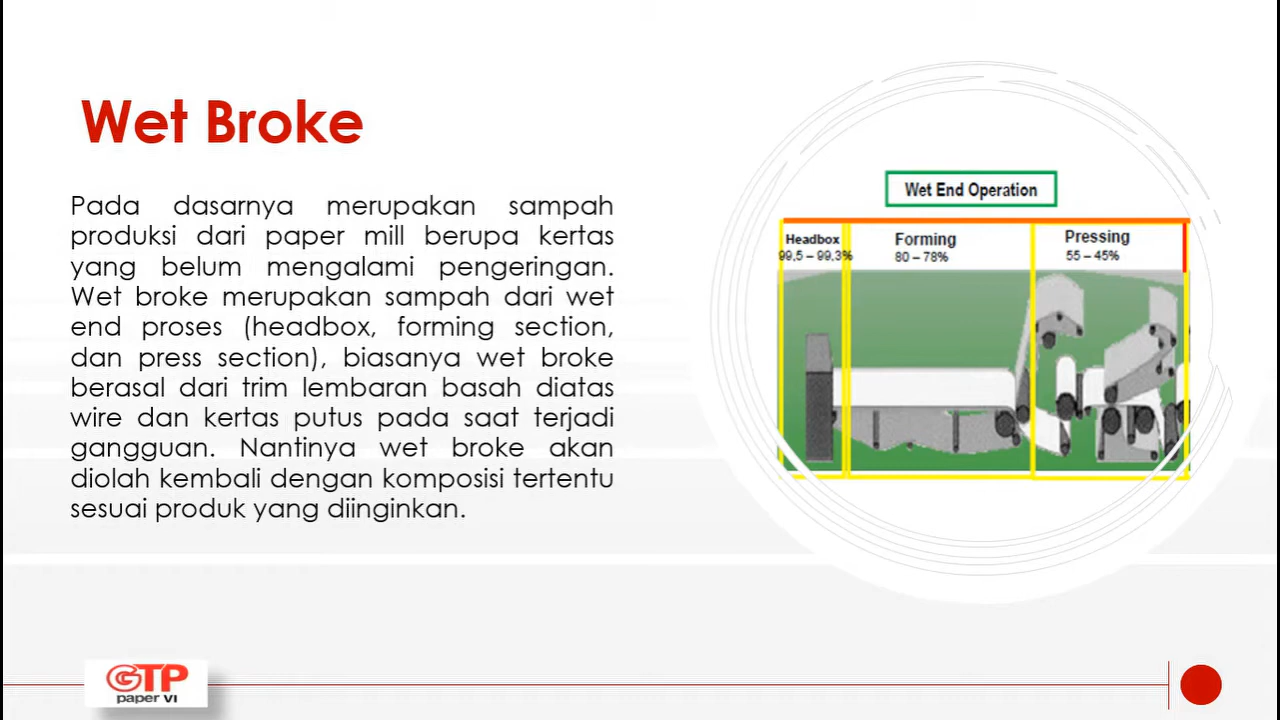 Wet Broke
Pada dasarnya merupakan sampah
produksi dari paper mill berupa kertas
yang belum mengalami pengeringan.
Wet broke merupakan sampah dari wet
end proses (headbox, forming section,
dan press section), biasanya wet broke
berasal dari trim lembaran basah diatas
wire dan kertas putus pada saat terjadi
gangguan. Nantinya wet broke akan
diolah kembali dengan komposisi tertentu
sesuai produk yang diinginkan.
Wet End Operation
Headbox
99,5 – 99,3%
Forming
80 – 78%
Pressing
55 – 45%
GTP
paper VI